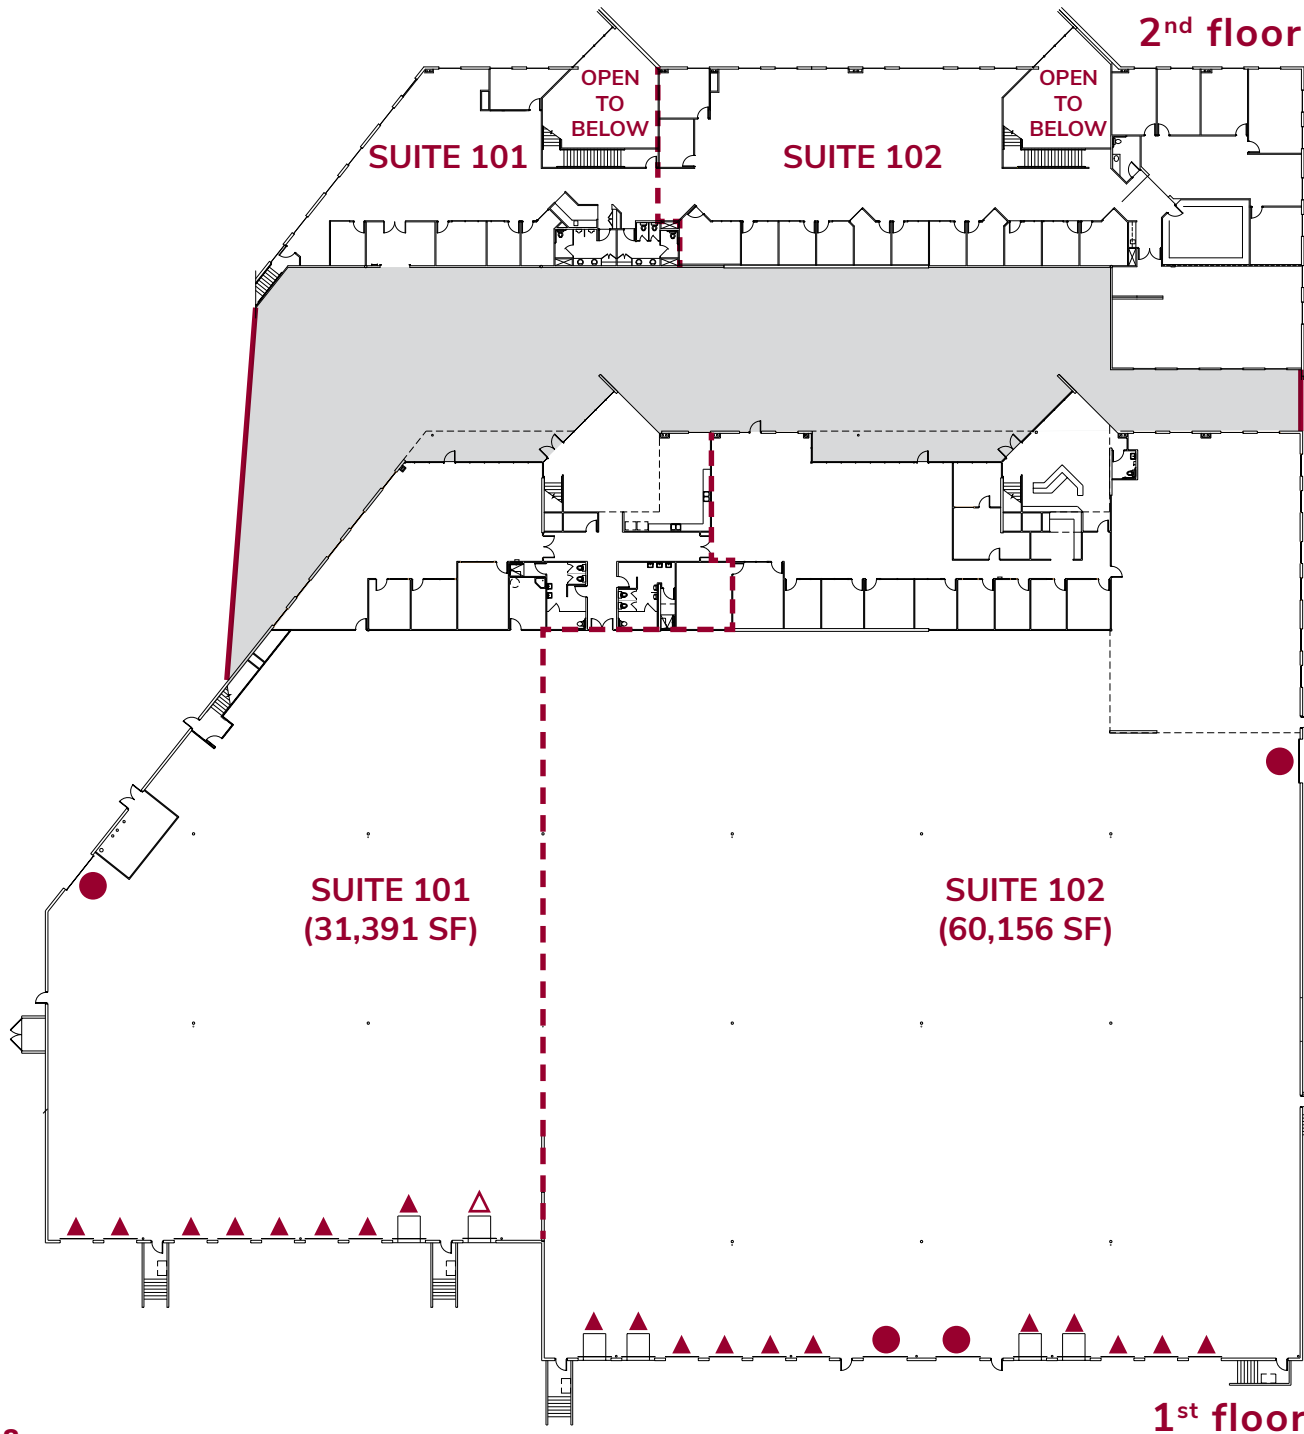 2nd floor
OPEN
TO
BELOW
OPEN
TO
BELOW
SUITE 101
SUITE 102
SUITE 101
(31,391 SF)
SUITE 102
(60,156 SF)
1st floor